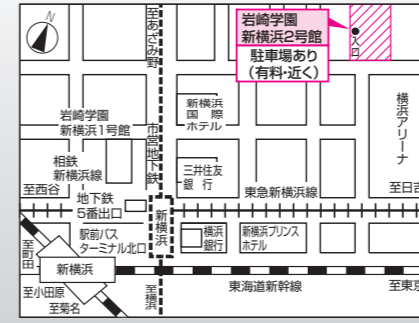 N
至あざみ野
岩崎学園
新横浜2号館
駐車場あり
(有料・近く)
入口
横浜アリーナ
岩崎学園
新横浜1号館
市営地下鉄
新横浜
国際
ホテル
相鉄
新横浜線
三井住友
銀行
至西谷
地下鉄
5番出口
東急新横浜線
至日吉
新横浜
駅前バス
ターミナル北口
横浜
銀行
新横浜プリンス
ホテル
至町田
新横浜
至小田原
至菊名
至横浜
東海道新幹線
至東京